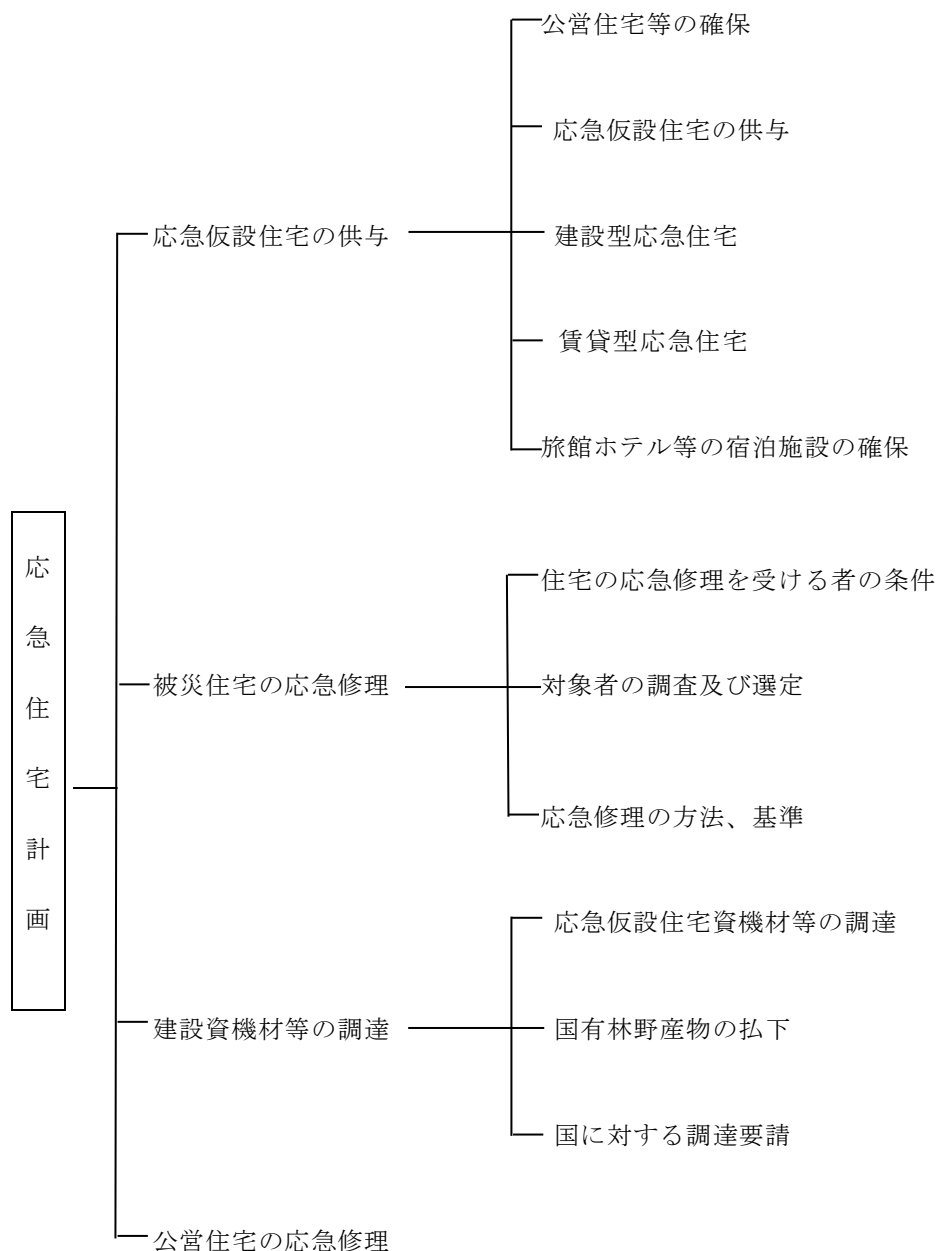 応急住宅計画
応急仮設住宅の供与
公営住宅等の確保
応急仮設住宅の供与
建設型応急住宅
賃貸型応急住宅
旅館ホテル等の宿泊施設の確保
被災住宅の応急修理
住宅の応急修理を受ける者の条件
対象者の調査及び選定
応急修理の方法、基準
建設資機材等の調達
応急仮設住宅資機材等の調達
国有林野産物の払下
国に対する調達要請
公営住宅の応急修理